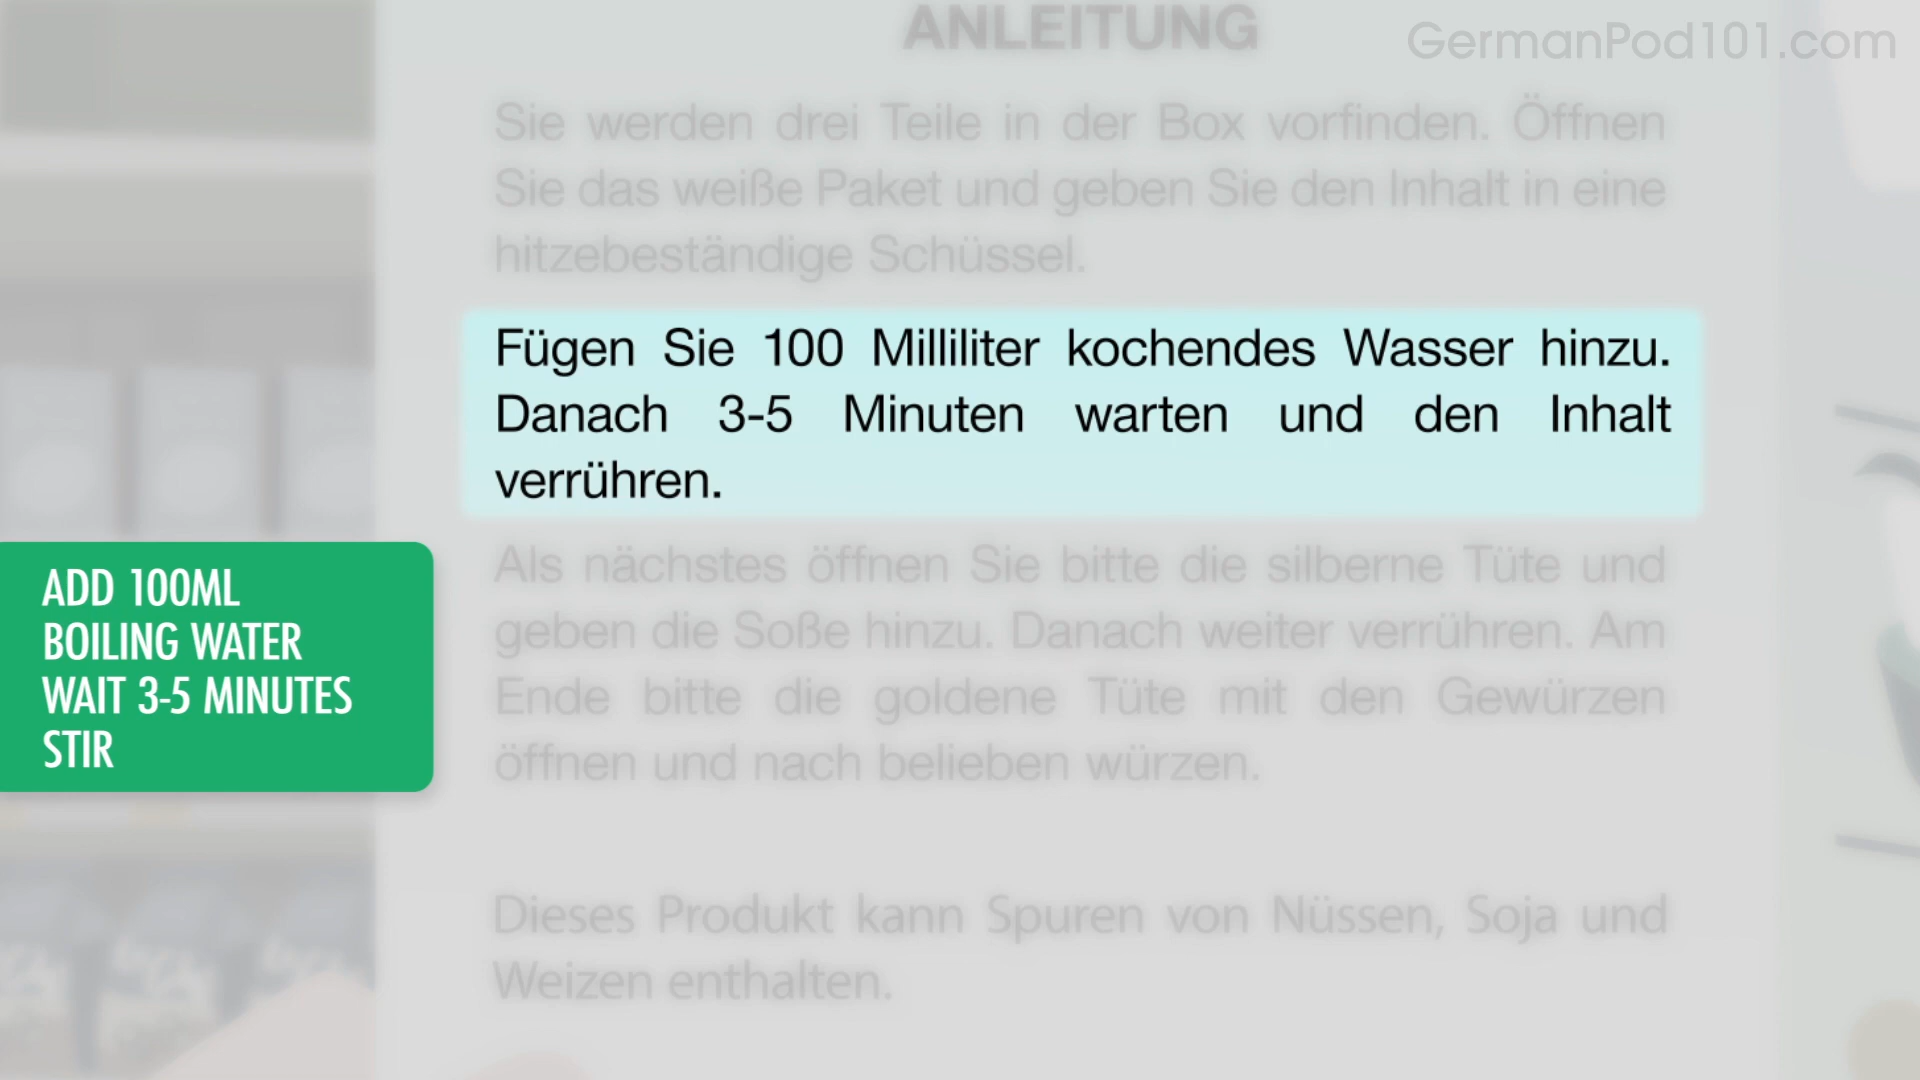 ANLEITUNG
GermanPod101.com
Sie werden drei Teile in der Box vorfinden. Öffnen
Sie das weiße Paket und geben Sie den Inhalt in eine
hitzebeständige Schüssel.
Fügen Sie 100 Milliliter kochendes Wasser hinzu.
Danach 3-5 Minuten warten und den Inhalt
verrühren.
ADD 100ML
BOILING WATER
WAIT 3-5 MINUTES
STIR
Als nächstes öffnen Sie bitte die silberne Tüte und
geben die Soße hinzu. Danach weiter verrühren. Am
Ende bitte die goldene Tüte mit den Gewürzen
öffnen und nach belieben würzen.
Dieses Produkt kann Spuren von Nüssen, Soja und
Weizen enthalten.